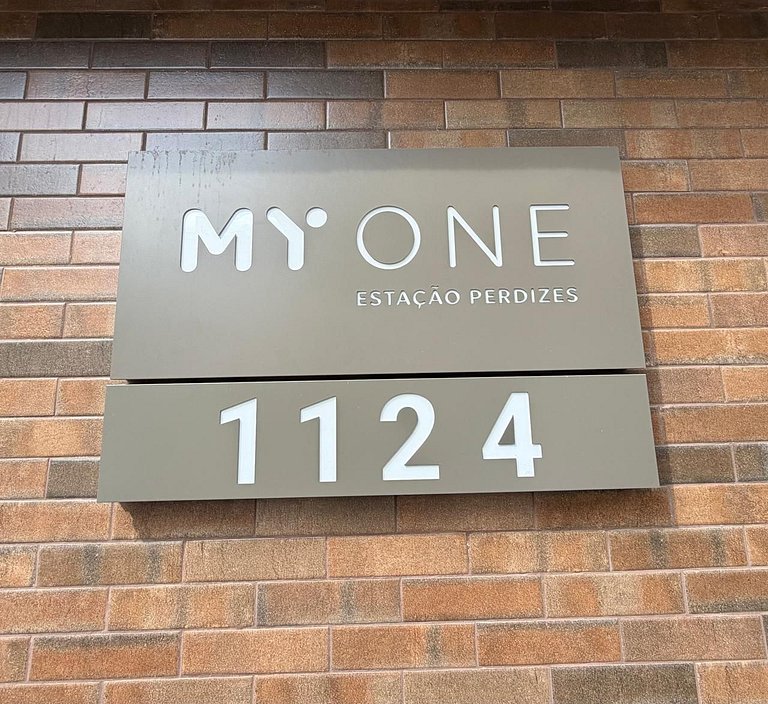 MY ONE
ESTAÇÃO PERDIZES
1124